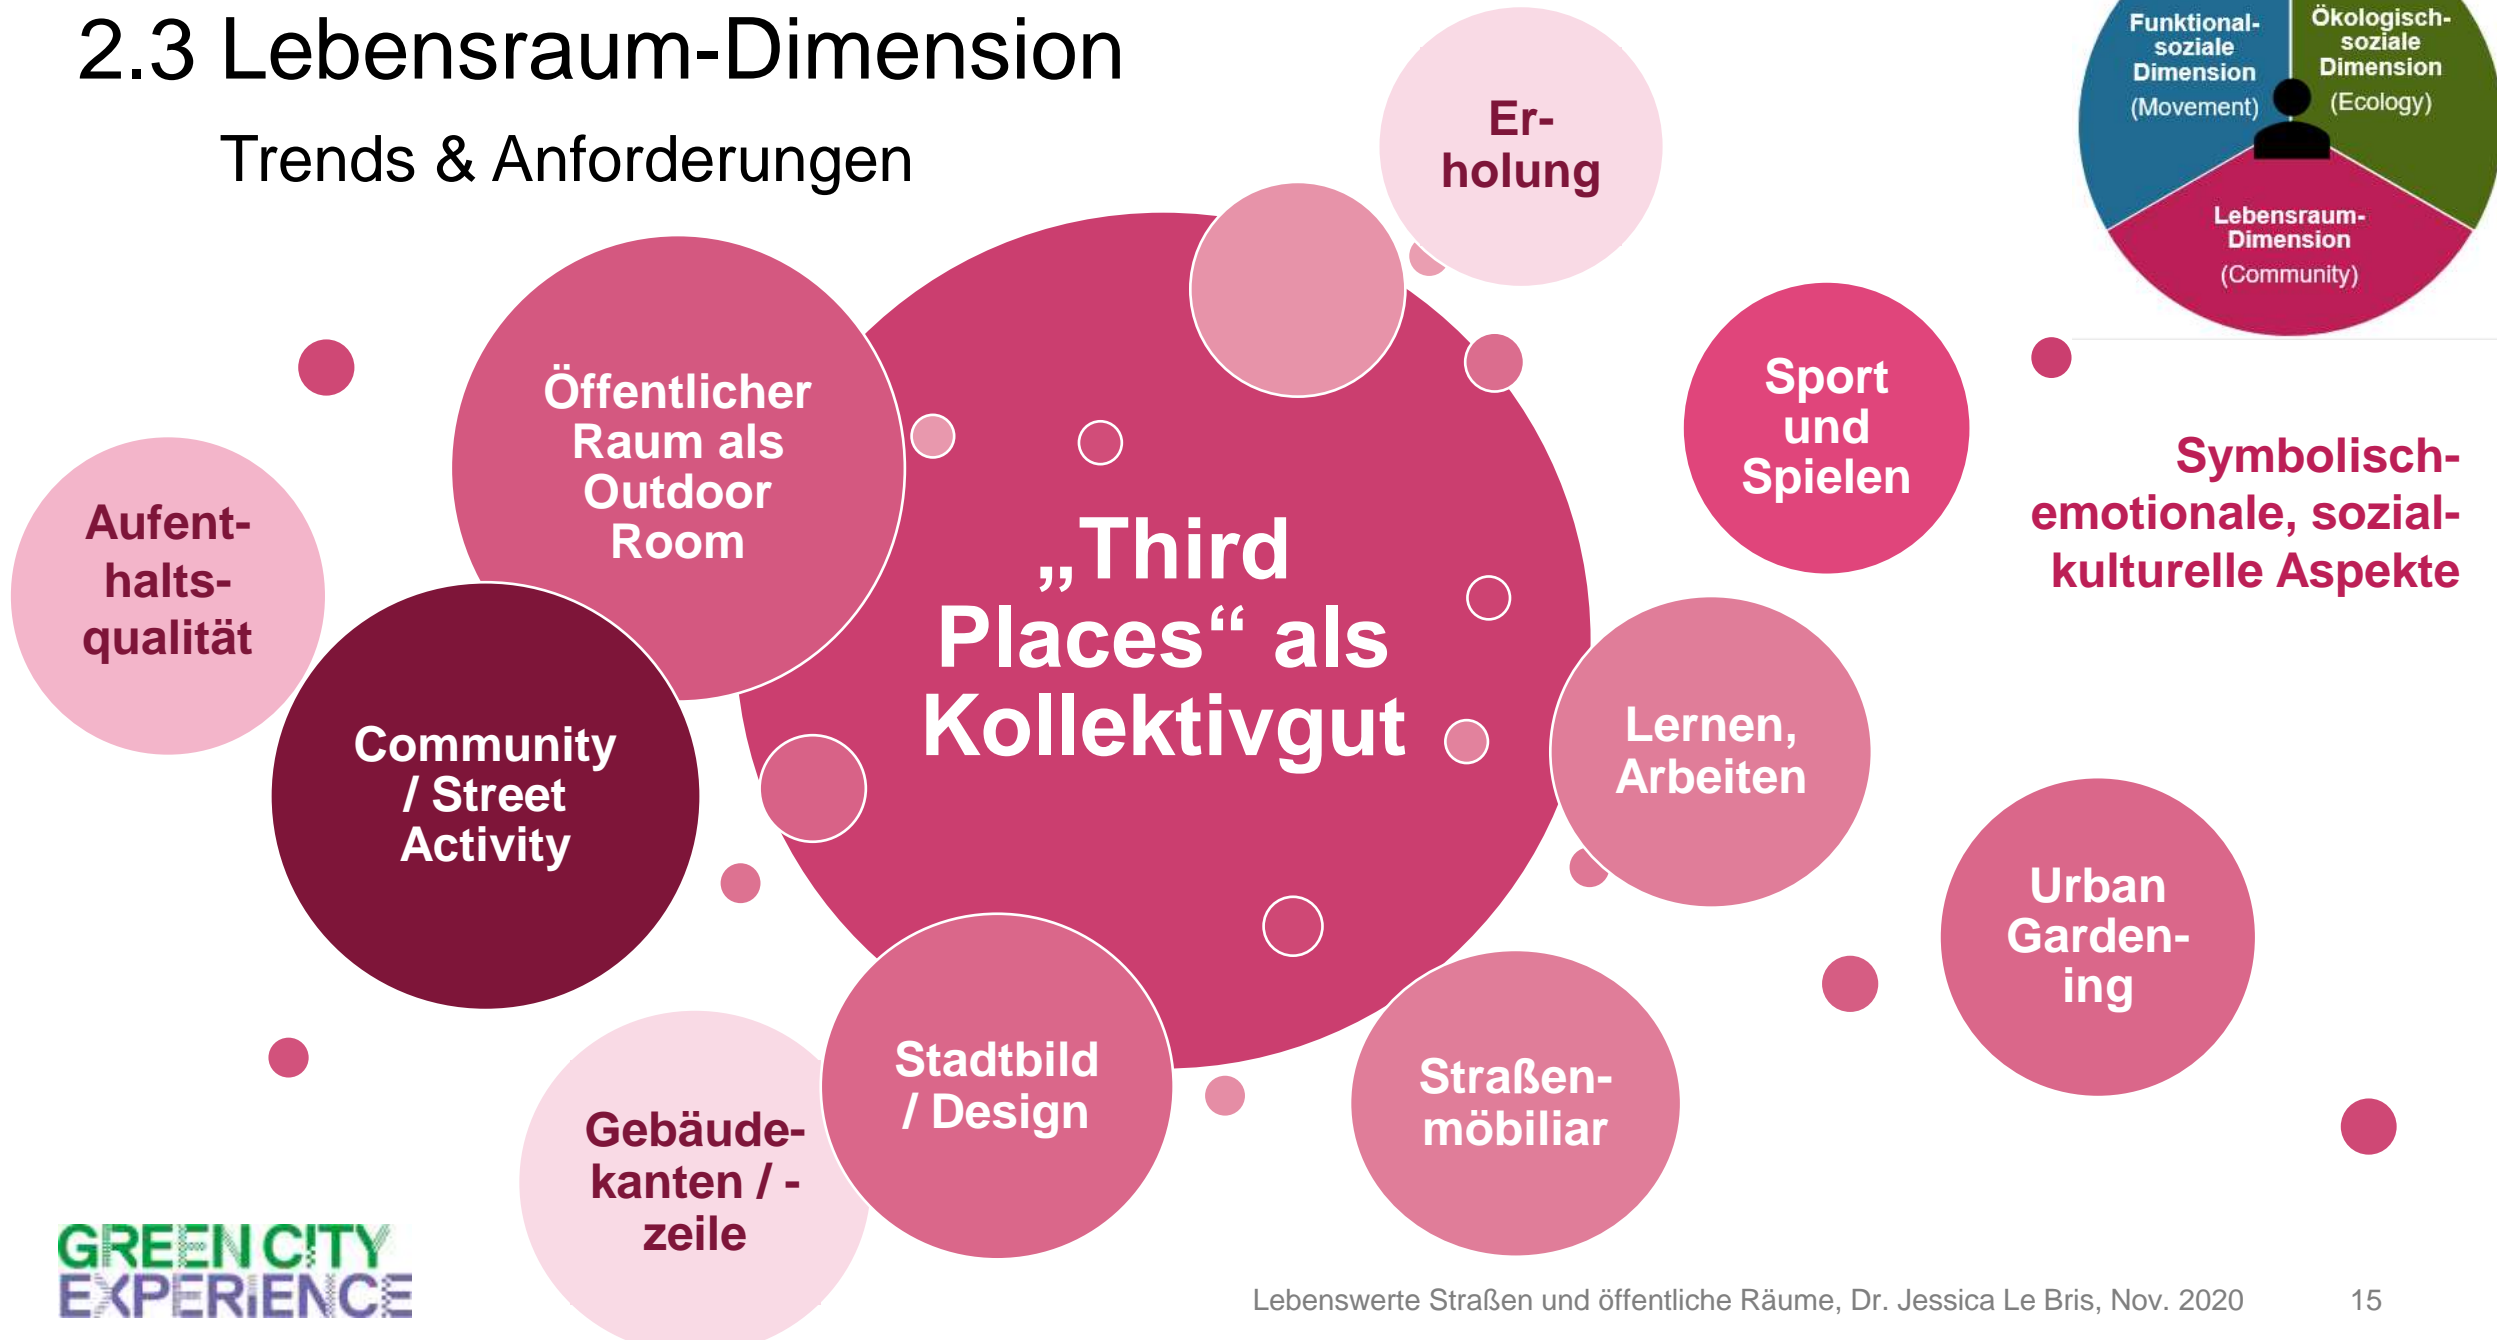 2.3 Lebensraum-Dimension
Trends & Anforderungen
Funktional-
soziale
Dimension
(Movement)
Ökologisch-
soziale
Dimension
(Ecology)
Lebensraum-
Dimension
(Community)
Er-
holung
Sport
und
Spielen
Symbolisch-
emotionale, sozial-
kulturelle Aspekte
Öffentlicher
Raum als
Outdoor
Room
Aufent-
halts-
qualität
„Third
Places“ als
Kollektivgut
Community
/ Street
Activity
Lernen,
Arbeiten
Urban
Garden-
ing
Stadtbild
/ Design
Straßen-
möbiliar
Gebäude-
kanten / -
zeile
GREEN CITY
EXPERIENCE
Lebenswerte Straßen und öffentliche Räume, Dr. Jessica Le Bris, Nov. 2020
15